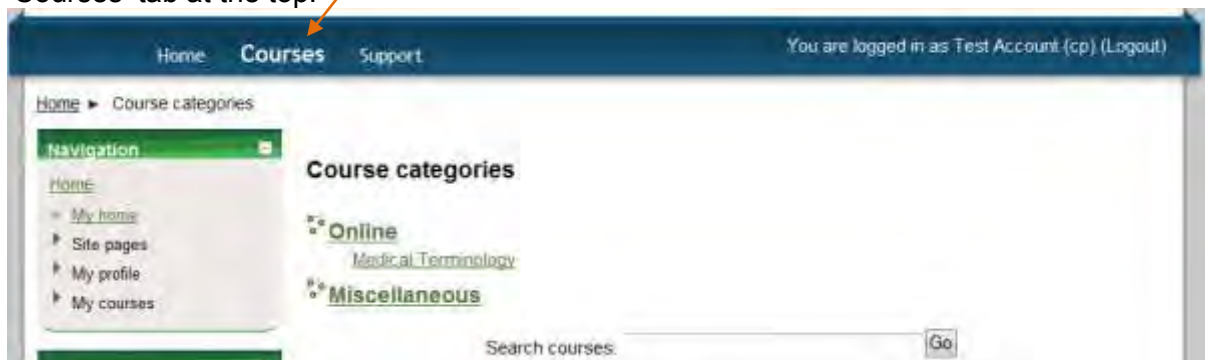 Courses' tab at the top.
Home Courses Support You are logged in as Test Account (cp) (Logout)
Home ► Course categories
Navigation
Home
My home
Site pages
My profile
My courses
Course categories
Online
Medical Terminology
Miscellaneous
Search courses: Go